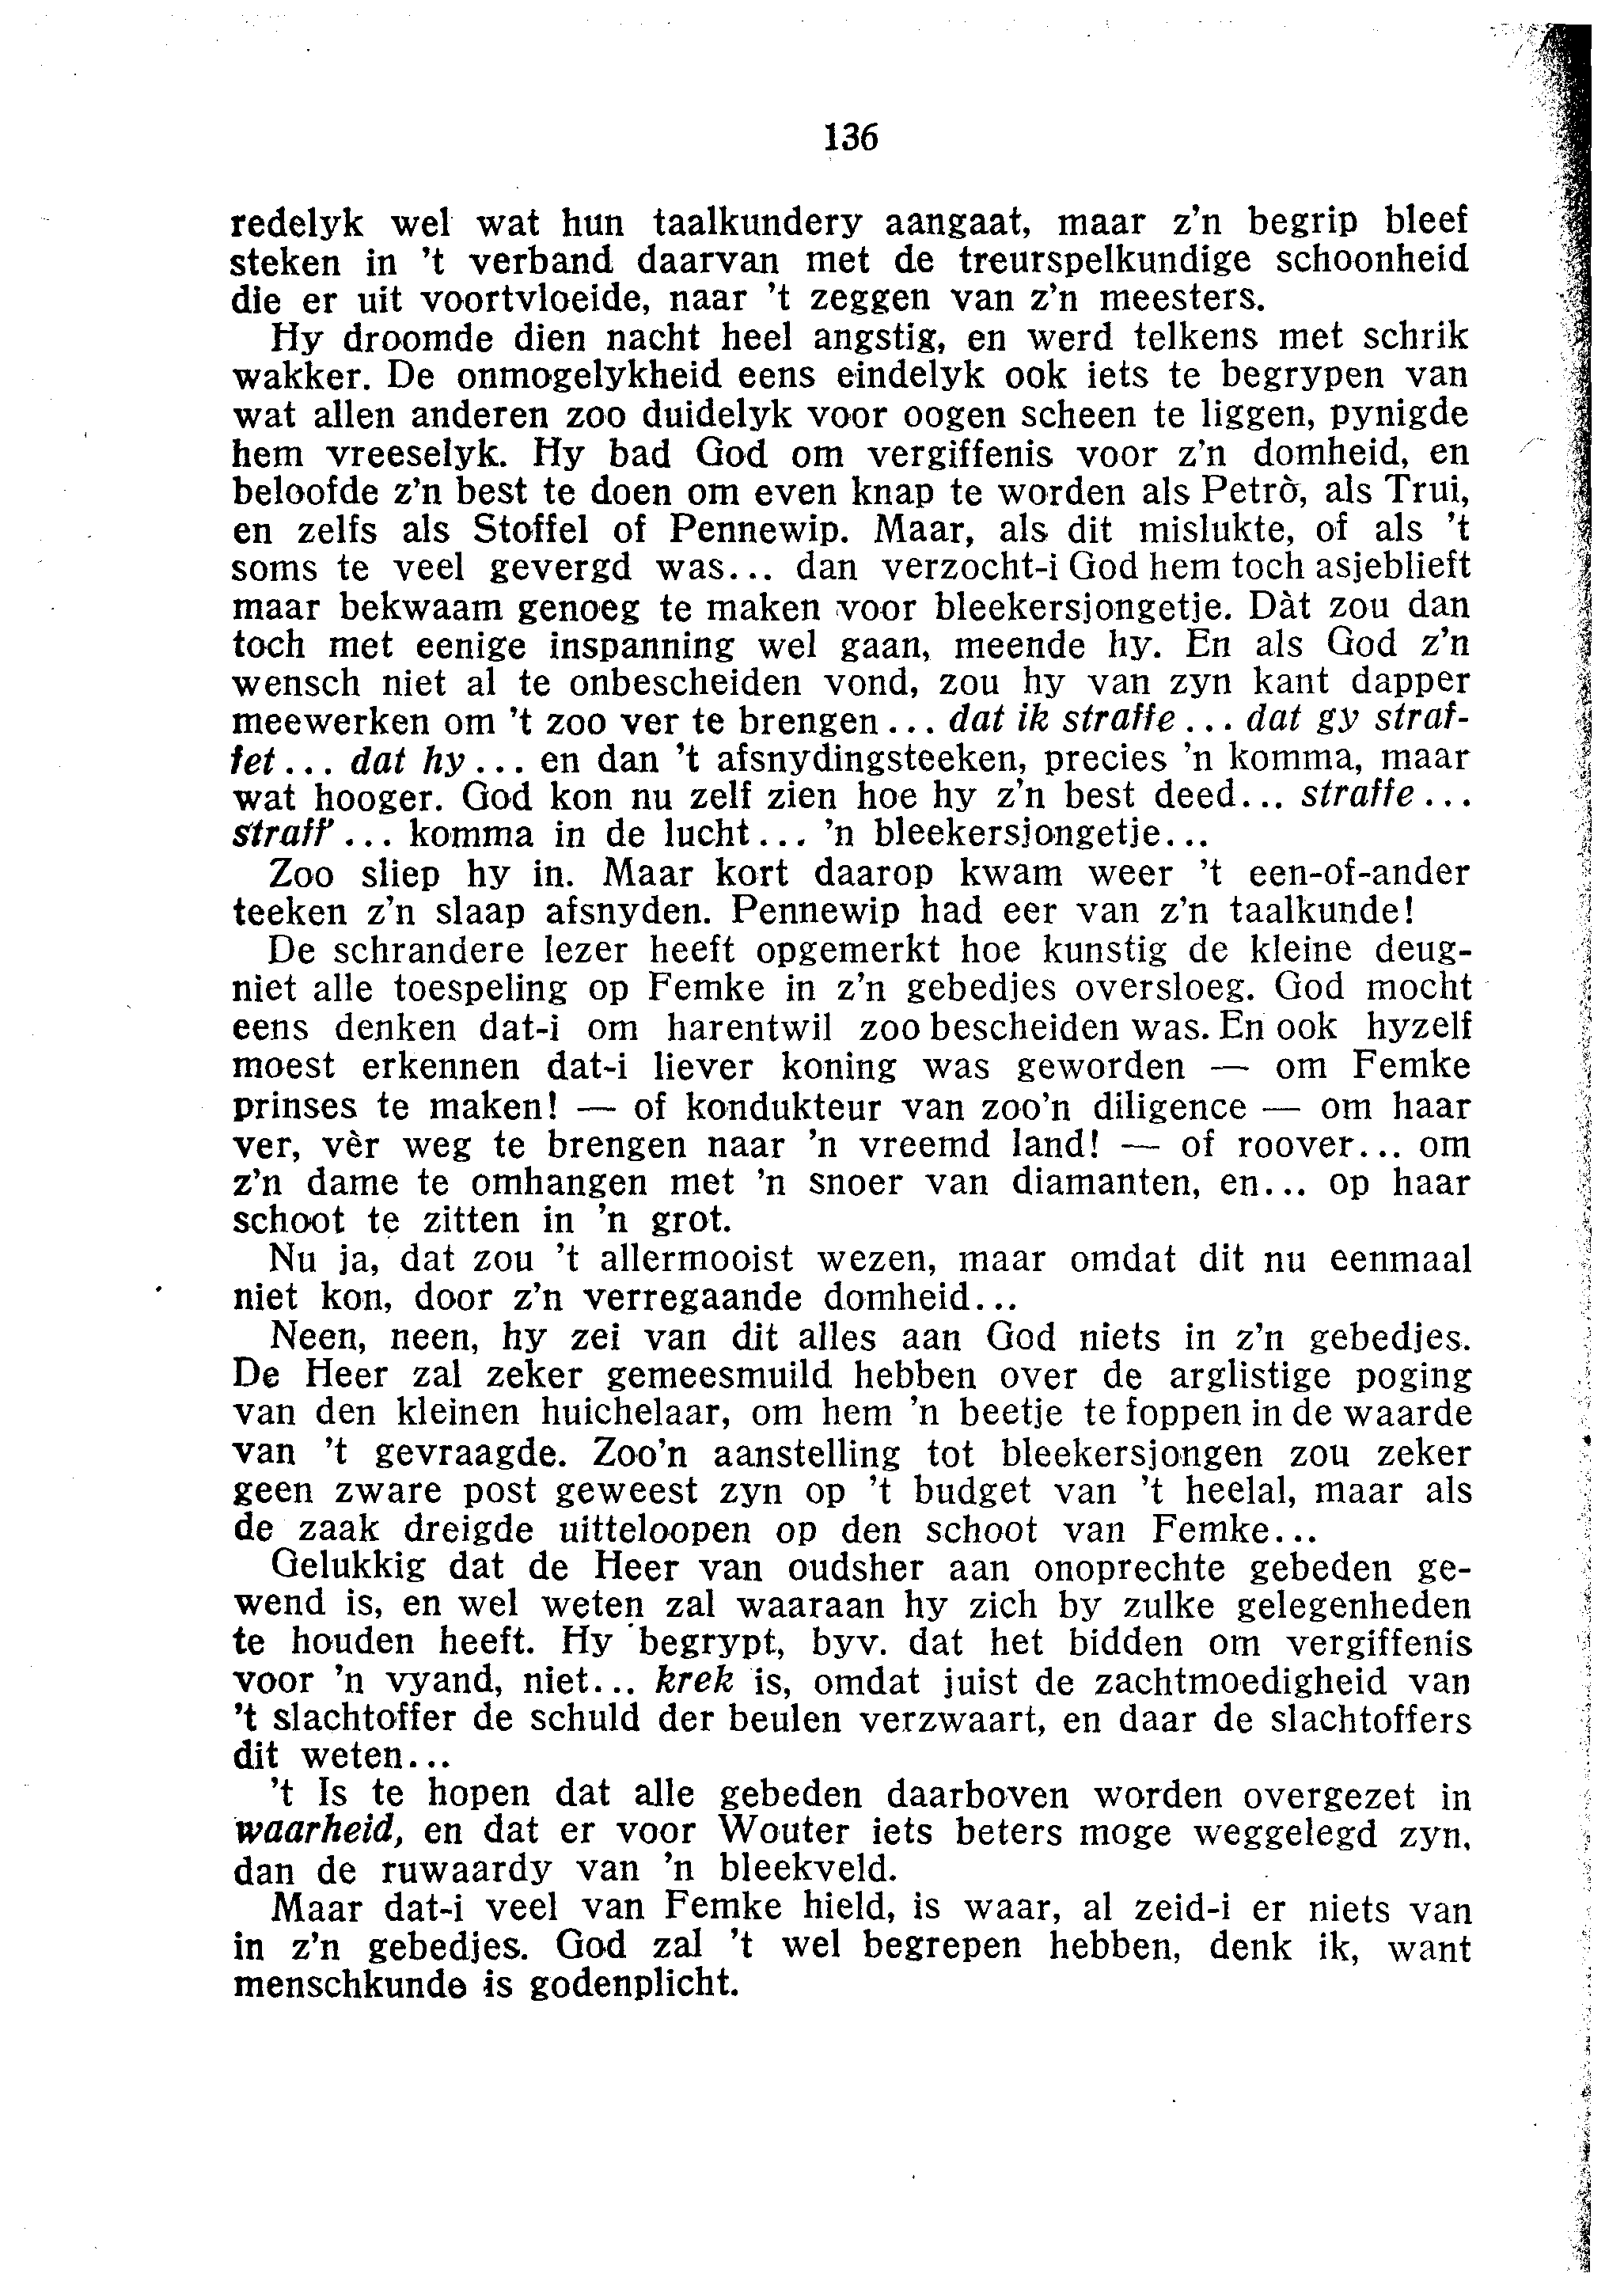 136
redelyk wel wat hun taalkundery aangaat, maar z'n begrip bleef
steken in 't verband daarvan met de treurspelkundige schoonheid
die er uit voortvloeide, naar 't zeggen van z'n meesters.
Hy droomde dien nacht heel angstig, en werd telkens met schrik
wakker. De onmogelykheid eens eindelyk ook iets te begrypen van
wat allen anderen zoo duidelyk voor oogen scheen te liggen, pynigde
hem vreeselyk. Hy bad God om vergiffenis voor z'n domheid, en
beloofde z'n best te doen om even knap te worden als Petrò, als Trui,
en zelfs als Stoffel of Pennewip. Maar, als dit mislukte, of als 't
soms te veel gevergd was... dan verzocht-i God hem toch asjeblieft
maar bekwaam genoeg te maken voor bleekersjongetje. Dàt zou dan
toch met eenige inspanning wel gaan, meende hy. En als God z'n
wensch niet al te onbescheiden vond, zou hy van zyn kant dapper
meewerken om 't zoo ver te brengen... dat ik straffe... dat gy straf-
fet... dat hy... en dan 't afsnydingsteeken, precies 'n komma, maar
wat hooger. God kon nu zelf zien hoe hy z'n best deed... straffe...
straff'... komma in de lucht... 'n bleekersjongetje...
Zoo sliep hy in. Maar kort daarop kwam weer 't een-of-ander
teeken z'n slaap afsnyden. Pennewip had eer van z'n taalkunde!
De schrandere lezer heeft opgemerkt hoe kunstig de kleine deug-
niet alle toespeling op Femke in z'n gebedjes oversloeg. God mocht
eens denken dat-i om harentwil zoo bescheiden was. En ook hyzelf
moest erkennen dat-i liever koning was geworden — om Femke
prinses te maken! — of kondukteur van zoo'n diligence — om haar
ver, vèr weg te brengen naar 'n vreemd land! — of roover... om
z'n dame te omhangen met 'n snoer van diamanten, en... op haar
schoot te zitten in 'n grot.
Nu ja, dat zou 't allermooist wezen, maar omdat dit nu eenmaal
niet kon, door z'n verregaande domheid...
Neen, neen, hy zei van dit alles aan God niets in z'n gebedjes.
De Heer zal zeker gemeesmuild hebben over de arglistige poging
van den kleinen huichelaar, om hem 'n beetje te foppen in de waarde
van 't gevraagde. Zoo'n aanstelling tot bleekersjongen zou zeker
geen zware post geweest zyn op 't budget van 't heelal, maar als
de zaak dreigde uitteloopen op den schoot van Femke...
Gelukkig dat de Heer van oudsher aan onoprechte gebeden ge-
wend is, en wel weten zal waaraan hy zich by zulke gelegenheden
te houden heeft. Hy begrypt, byv. dat het bidden om vergiffenis
voor 'n vyand, niet... krek is, omdat juist de zachtmoedigheid van
't slachtoffer de schuld der beulen verzwaart, en daar de slachtoffers
dit weten...
't Is te hopen dat alle gebeden daarboven worden overgezet in
waarheid, en dat er voor Wouter iets beters moge weggelegd zyn,
dan de ruwaardy van 'n bleekveld.
Maar dat-i veel van Femke hield, is waar, al zeid-i er niets van
in z'n gebedjes. God zal 't wel begrepen hebben, denk ik, want
menschkunde is godenplicht.